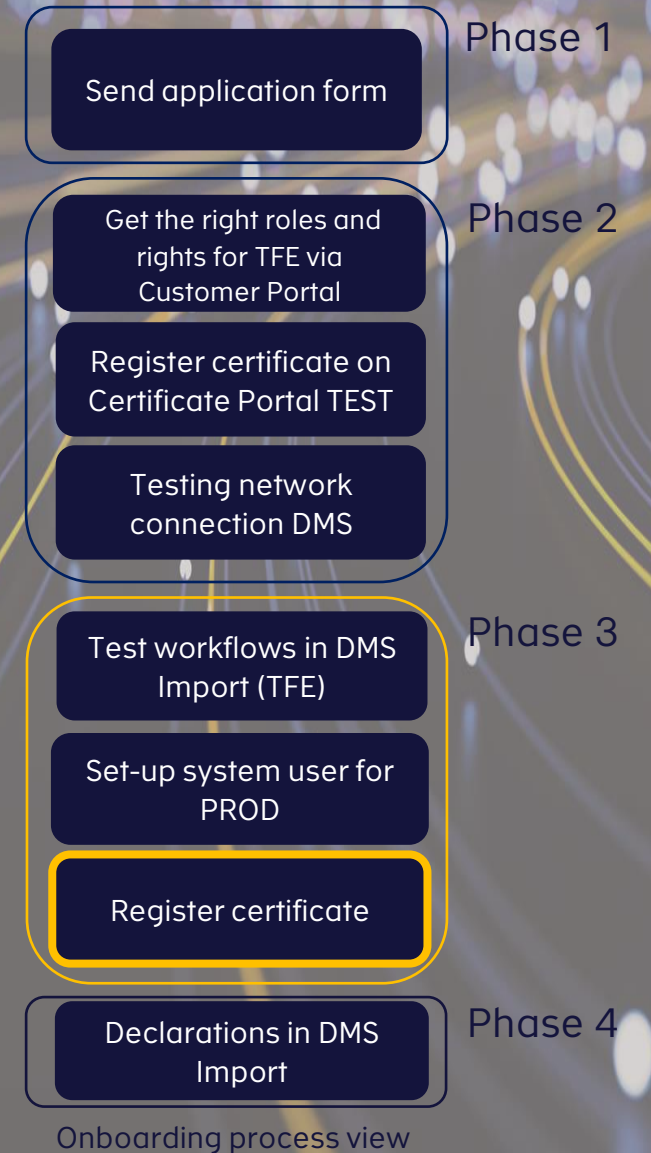 Phase 1
Send application form
Phase 2
Get the right roles and
rights for TFE via
Customer Portal
Register certificate on
Certificate Portal TEST
Testing network
connection DMS
Phase 3
Test workflows in DMS
Import (TFE)
Set-up system user for
PROD
Register certificate
Phase 4
Declarations in DMS
Import
Onboarding process view